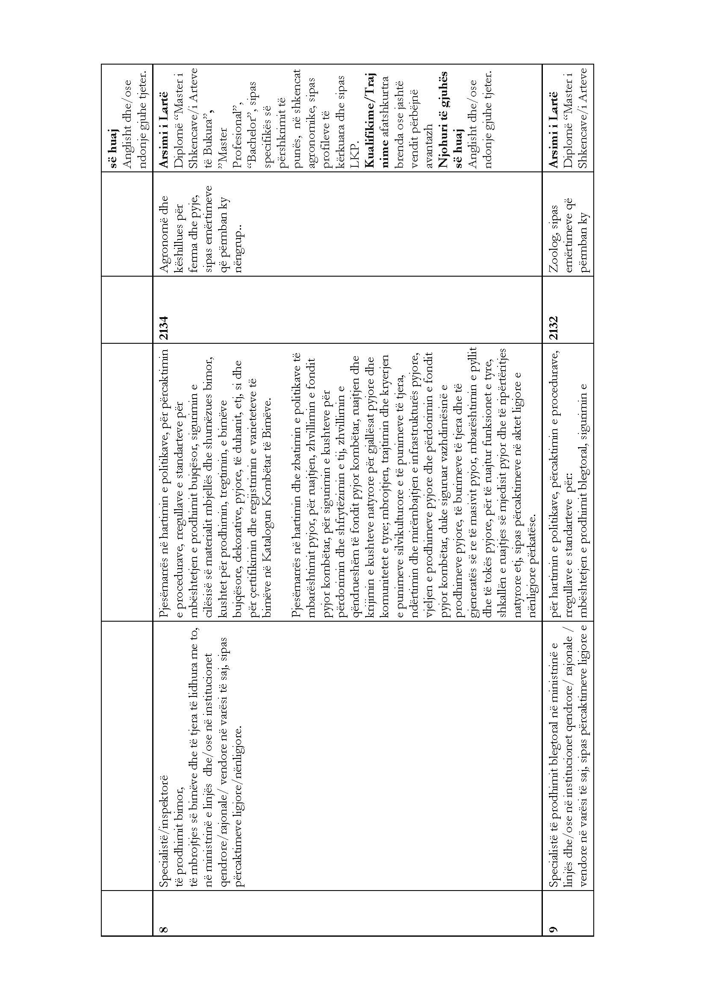 së huaj
Anglisht dhe/ose
ndonje gjuhe tjeter.
8
Specialistë/inspektorë
të prodhimit bimor,
të mbrojtjes së bimëve dhe të tjera të lidhura me to,
në ministrinë e linjës dhe/ose në institucionet
qendrore/rajonale/ vendore në varësi të saj, sipas
përcaktimeve ligjore/nënligjore.
Pjesëmarrës në hartimin e politikave, për përcaktimin
e procedurave, rregullave e standarteve për
mbështetjen e prodhimit bujqësor, sigurimin e
cilësisë së materialit mbjellës dhe shumëzues bimor,
kushtet për prodhimin, tregtimin, e bimëve
bujqësore, dekorative, pyjore, të duhanit, etj, si dhe
për çertifikimin dhe regjistrimin e varieteteve të
bimëve në Katalogun Kombëtar të Bimëve.
Pjesëmarrës në hartimin dhe zbatimin e politikave të
mbarështimit pyjor, për ruajtjen, zhvillimin e fondit
pyjor kombëtar, për sigurimin e kushteve për
përdorimin dhe shfrytëzimin e tij, zhvillimin e
qëndrueshëm të fondit pyjor kombëtar, ruajtjen dhe
krijimin e kushteve natyrore për gjallësat pyjore dhe
komunitetet e tyre; mbrojtjen, trajtimin dhe kryerjen
e punimeve silvikulturore e të punimeve të tjera,
ndërtimin dhe mirëmbajtjen e infrastrukturës pyjore,
vjeljen e prodhimeve pyjore dhe përdorimin e fondit
pyjor kombëtar, duke siguruar vazhdimësinë e
prodhimeve pyjore, të burimeve të tjera dhe të
gjeneratës së re të masivit pyjor, mbarështimin e pyllit
dhe të tokës pyjore, për të ruajtur funksionet e tyre,
shkallën e ruajtjes së mjedisit pyjor dhe të ripërtëritjes
natyrore etj, sipas përcaktimeve në aktet ligjore e
nënligjore përkatëse.
2134
Agronomë dhe
këshillues për
ferma dhe pyje,
sipas emërtimeve
që përmban ky
nëngrup..
Arsimi i Lartë
Diplomë “Master i
Shkencave/i Arteve
të Bukura”,
”Master
Profesional”,
“Bachelor”, sipas
specifikës së
përshkrimit të
punës, në shkencat
agronomike, sipas
profileve të
kërkuara dhe sipas
LKP.
Kualifikime/Traj
nime afatshkurtra
brenda ose jashtë
vendit përbëjnë
avantazh
Njohuri të gjuhës
së huaj
Anglisht dhe/ose
ndonje gjuhe tjeter.
9
Specialistë të prodhimit blegtoral në ministrinë e
linjës dhe/ose në institucionet qendrore/ rajonale /
vendore në varësi të saj, sipas përcaktimeve ligjore e
për hartimin e politikave, përcaktimin e procedurave,
rregullave e standarteve për:
mbështetjen e prodhimit blegtoral, sigurimin e
2132
Zoolog, sipas
emërtimeve që
përmban ky
Arsimi i Lartë
Diplomë “Master i
Shkencave/i Arteve